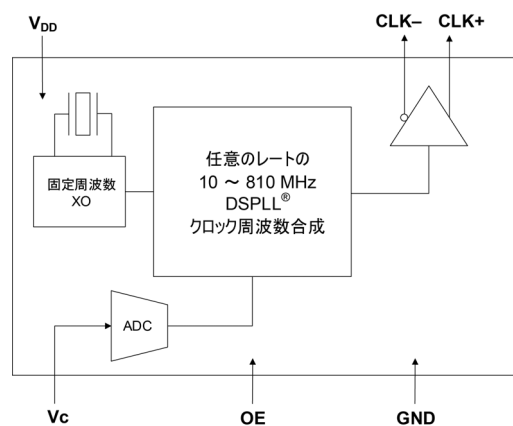 VDD
CLK– CLK+
固定周波数
XO
任意のレートの
10 ～ 810 MHz
DSPLL®
クロック周波数合成
ADC
Vc
OE
GND